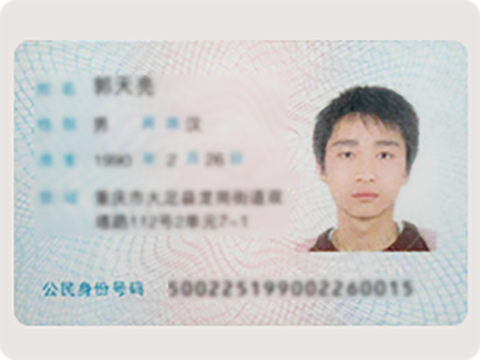 姓名 郭天亮
性别 男 民族 汉
出生 1990 年 2 月 26 日
住址 重庆市大足县龙岗街道双
路112号2单元7-1
公民身份号码 500225199002260015